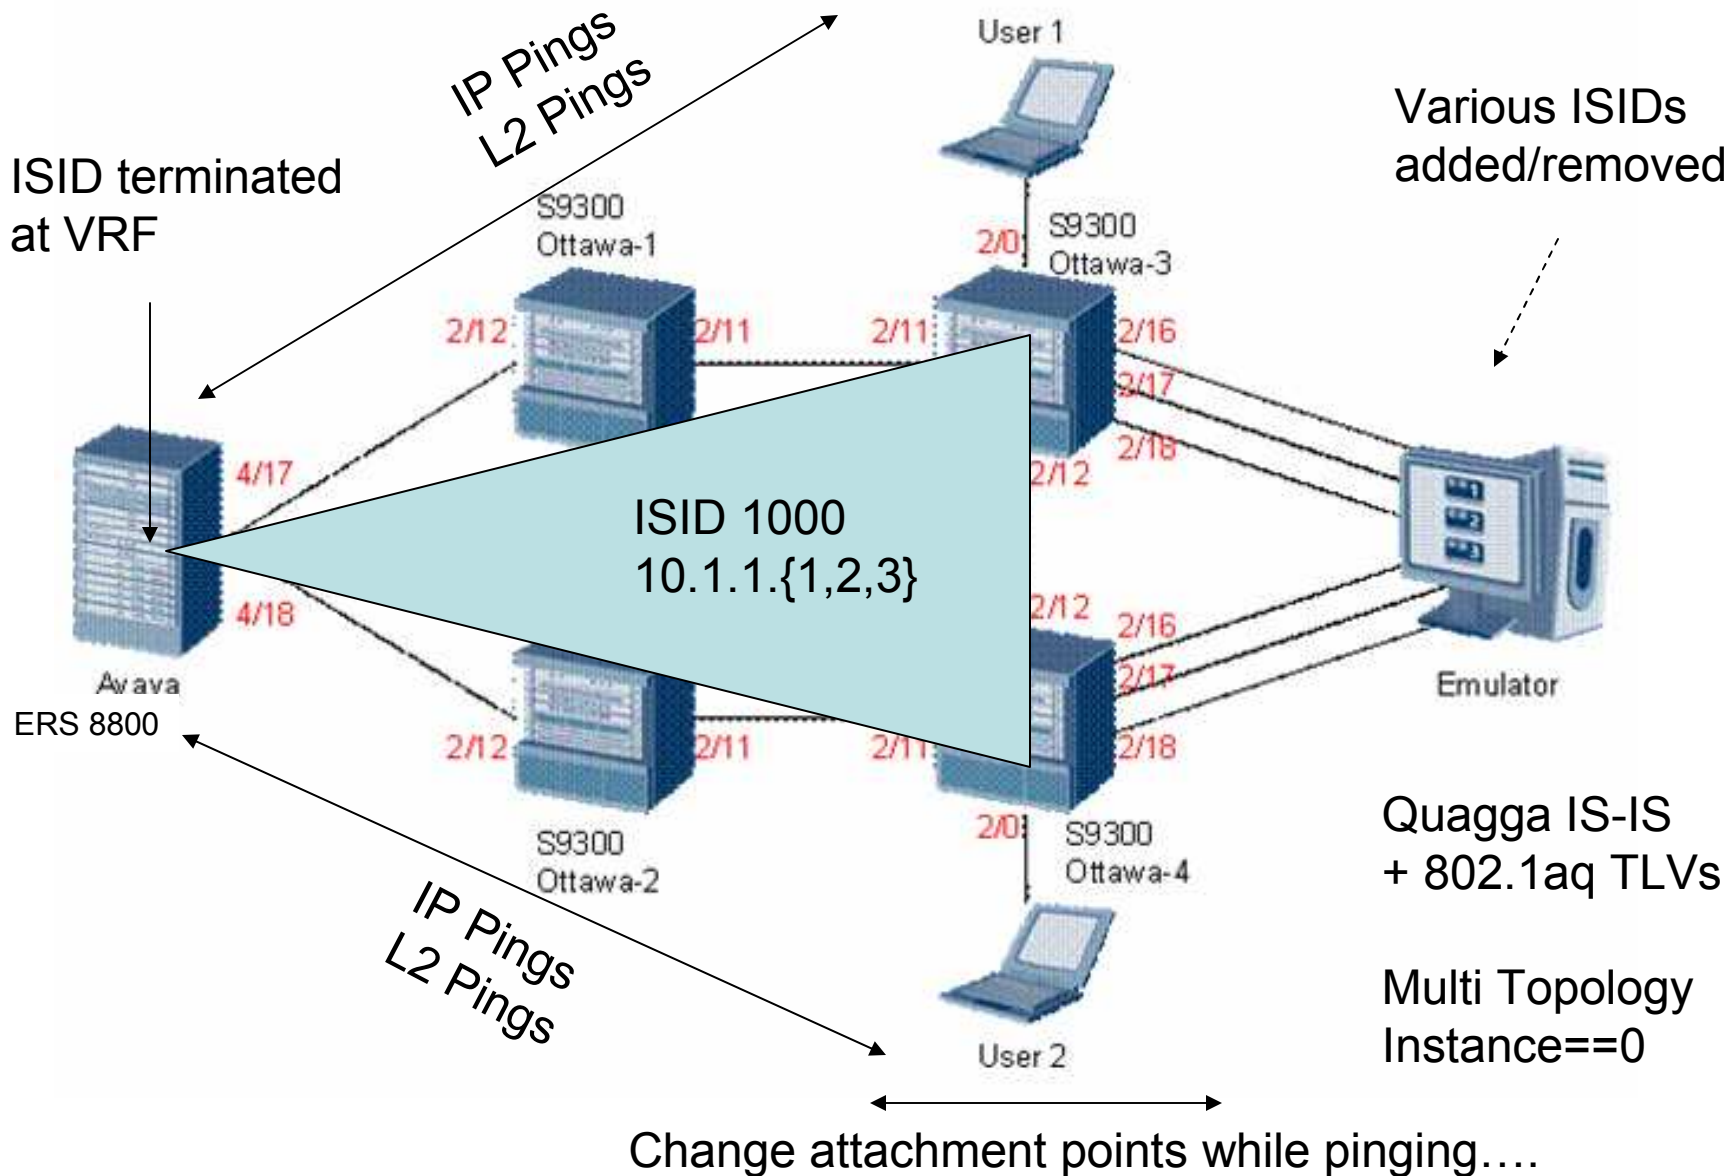 IP Pings
L2 Pings
User 1
Various ISIDs
added/removed
ISID terminated
at VRF
S9300
Ottawa-1
2/0
S9300
Ottawa-3
2/12
2/11
2/11
2/16
2/17
2/18
2/12
4/17
4/18
ISID 1000
10.1.1.{1,2,3}
2/12
2/16
2/17
2/18
Avaya
ERS 8800
Emulator
2/12
2/11
2/11
S9300
Ottawa-2
2/0
S9300
Ottawa-4
Quagga IS-IS
+ 802.1aq TLVs
IP Pings
L2 Pings
Multi Topology
Instance==0
User 2
Change attachment points while pinging….